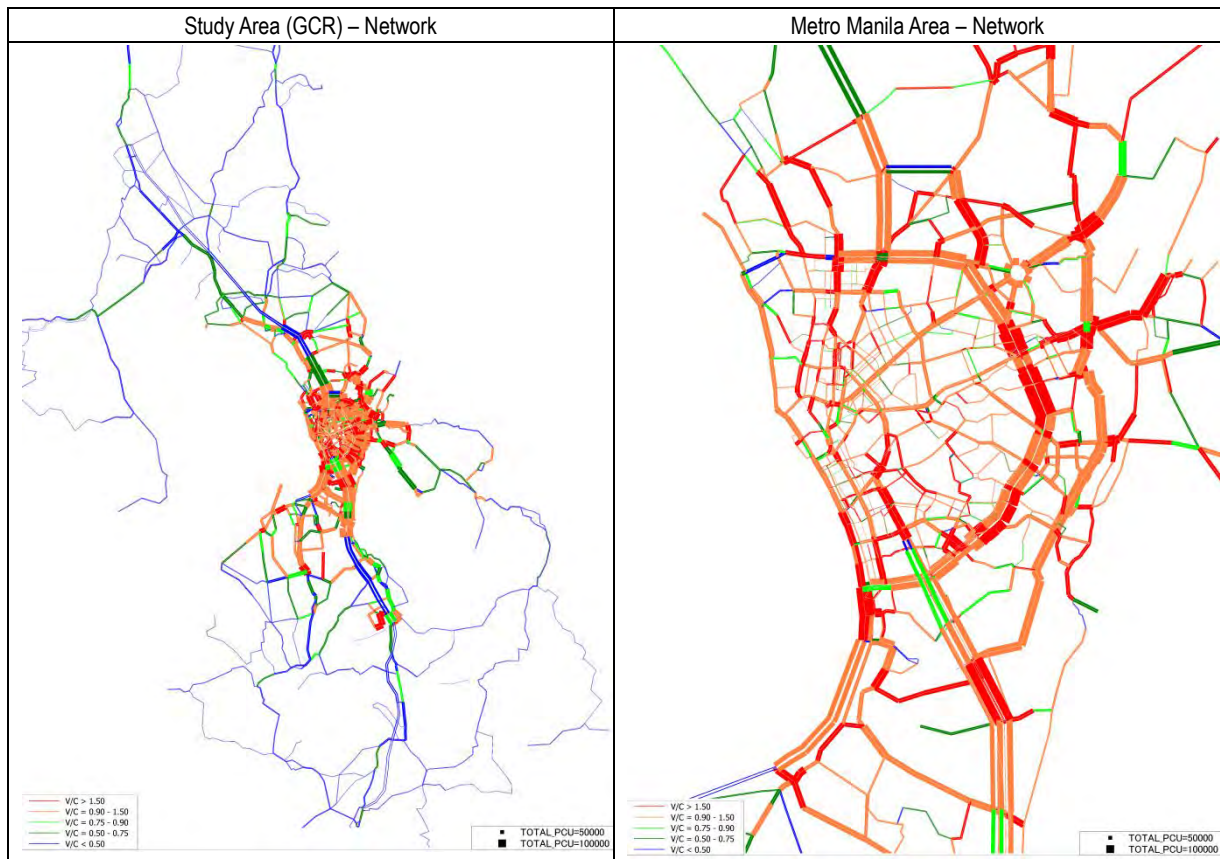 Study Area (GCR) – Network
Metro Manila Area – Network
V/C > 1.50
V/C = 0.90 - 1.50
V/C = 0.75 - 0.90
V/C = 0.50 - 0.75
V/C < 0.50
TOTAL_PCU=50000
TOTAL_PCU=100000
V/C > 1.50
V/C = 0.90 - 1.50
V/C = 0.75 - 0.90
V/C = 0.50 - 0.75
V/C < 0.50
TOTAL_PCU=50000
TOTAL_PCU=100000